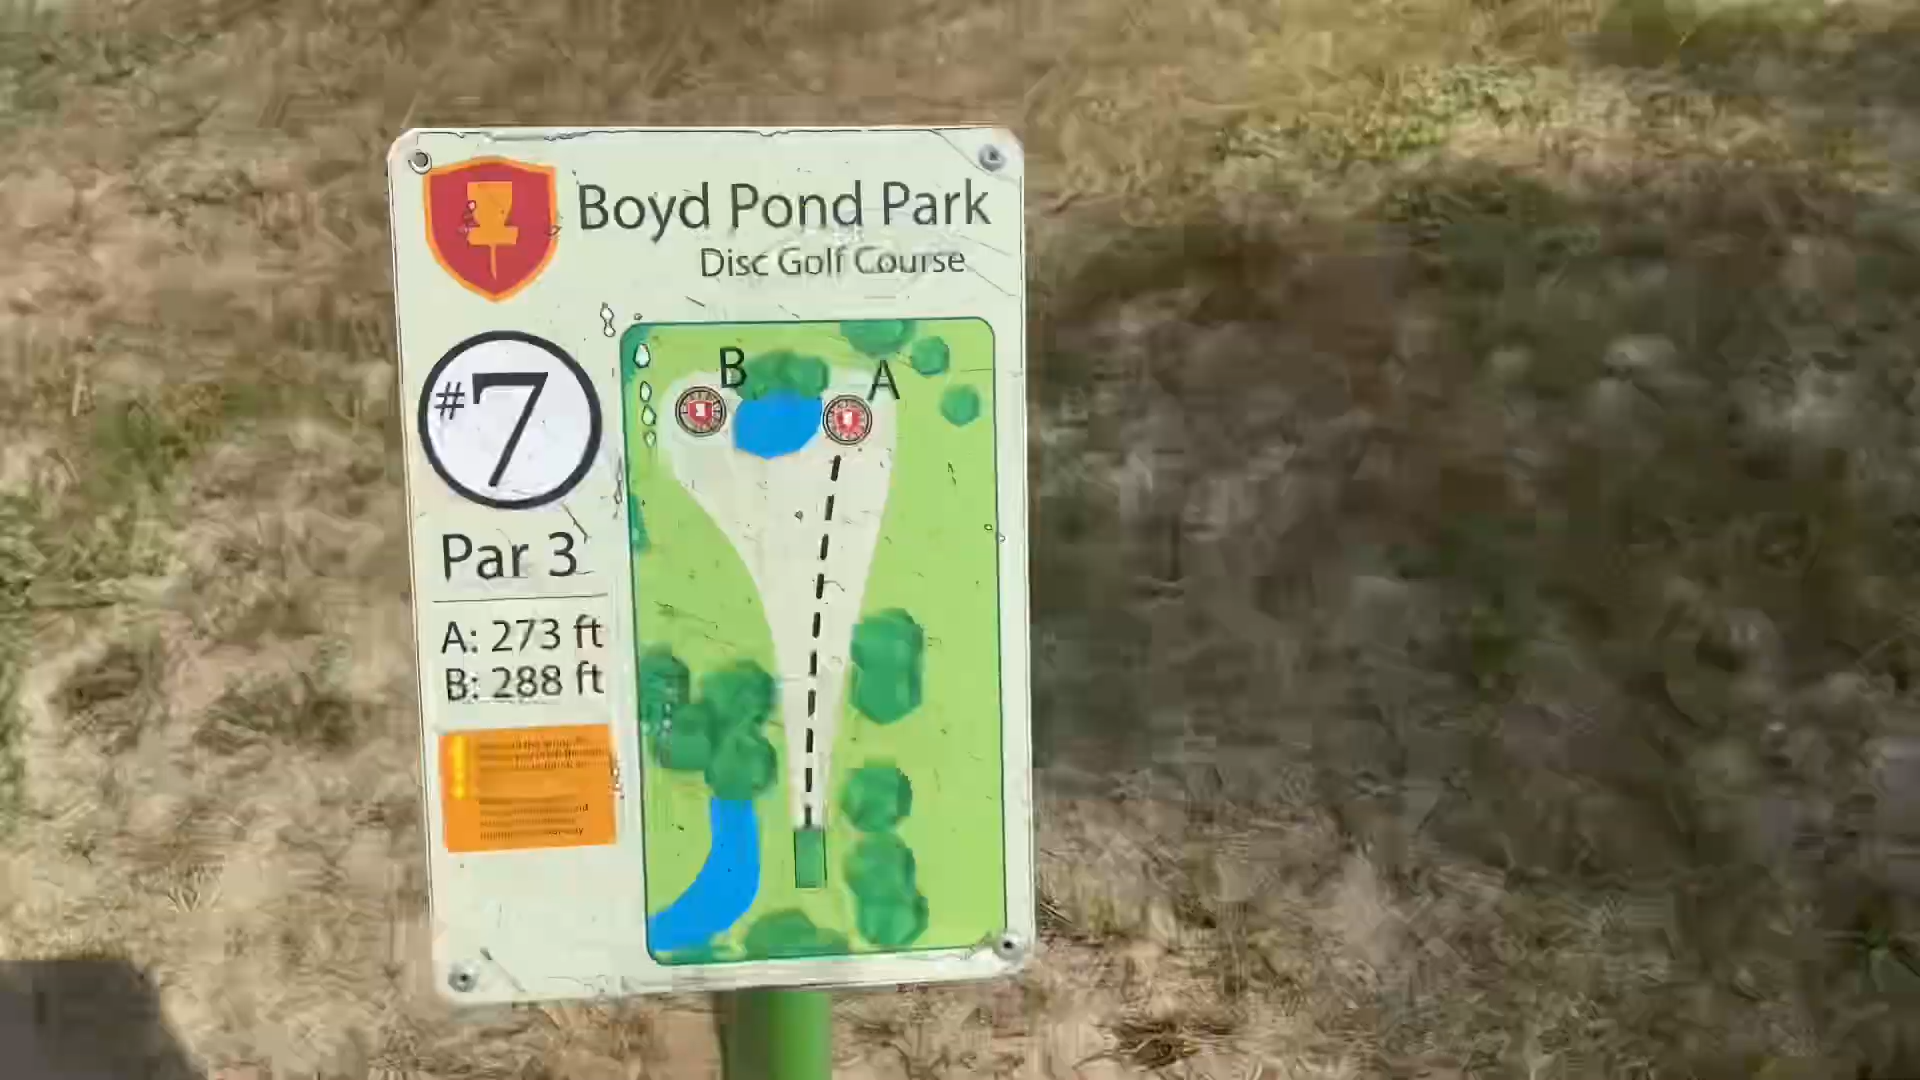 Boyd Pond Park
Disc Golf Course
#7
B
A
Par 3
A: 273 ft
B: 288 ft